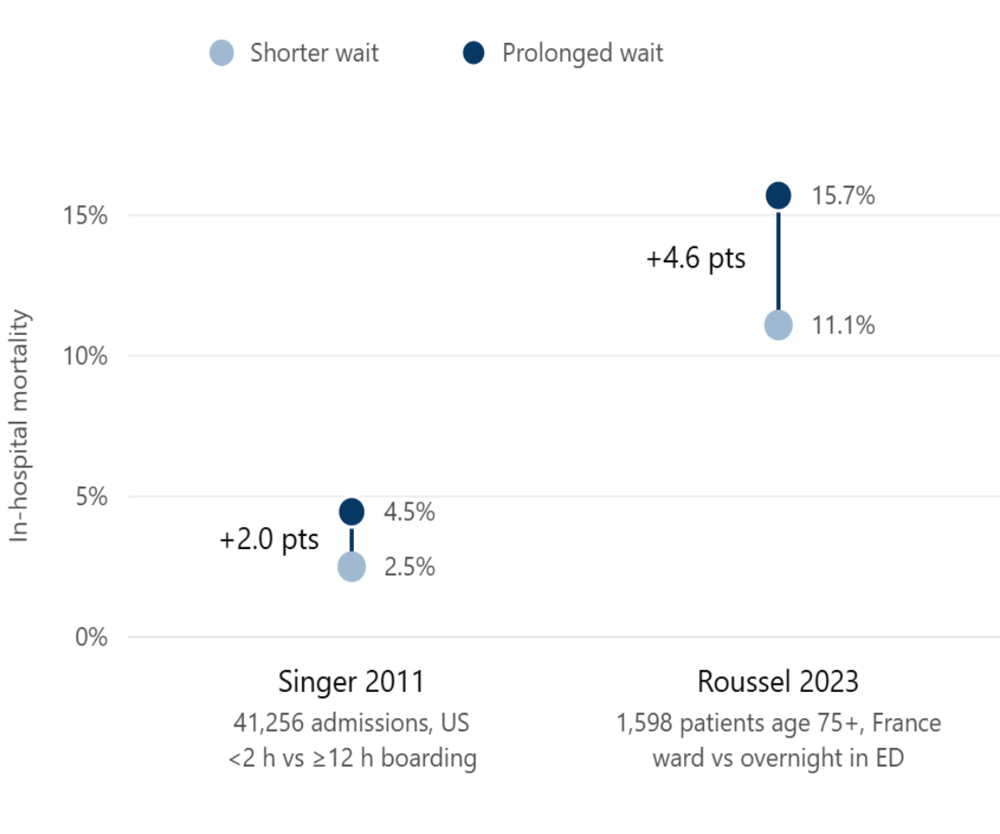 Shorter wait
Prolonged wait
In-hospital mortality
15%
10%
5%
0%
+2.0 pts
4.5%
2.5%
+4.6 pts
15.7%
11.1%
Singer 2011
41,256 admissions, US
<2 h vs ≥12 h boarding
Roussel 2023
1,598 patients age 75+, France
ward vs overnight in ED